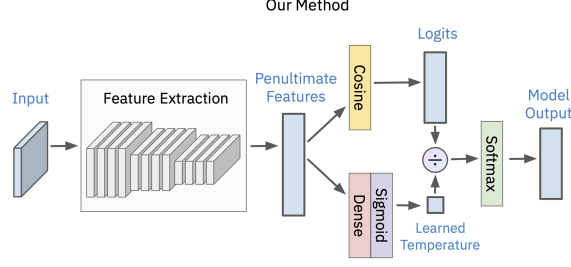 Our Method
Input
Feature Extraction
Penultimate
Features
Cosine
Logits
Dense
Sigmoid
Learned
Temperature
Softmax
Model
Output